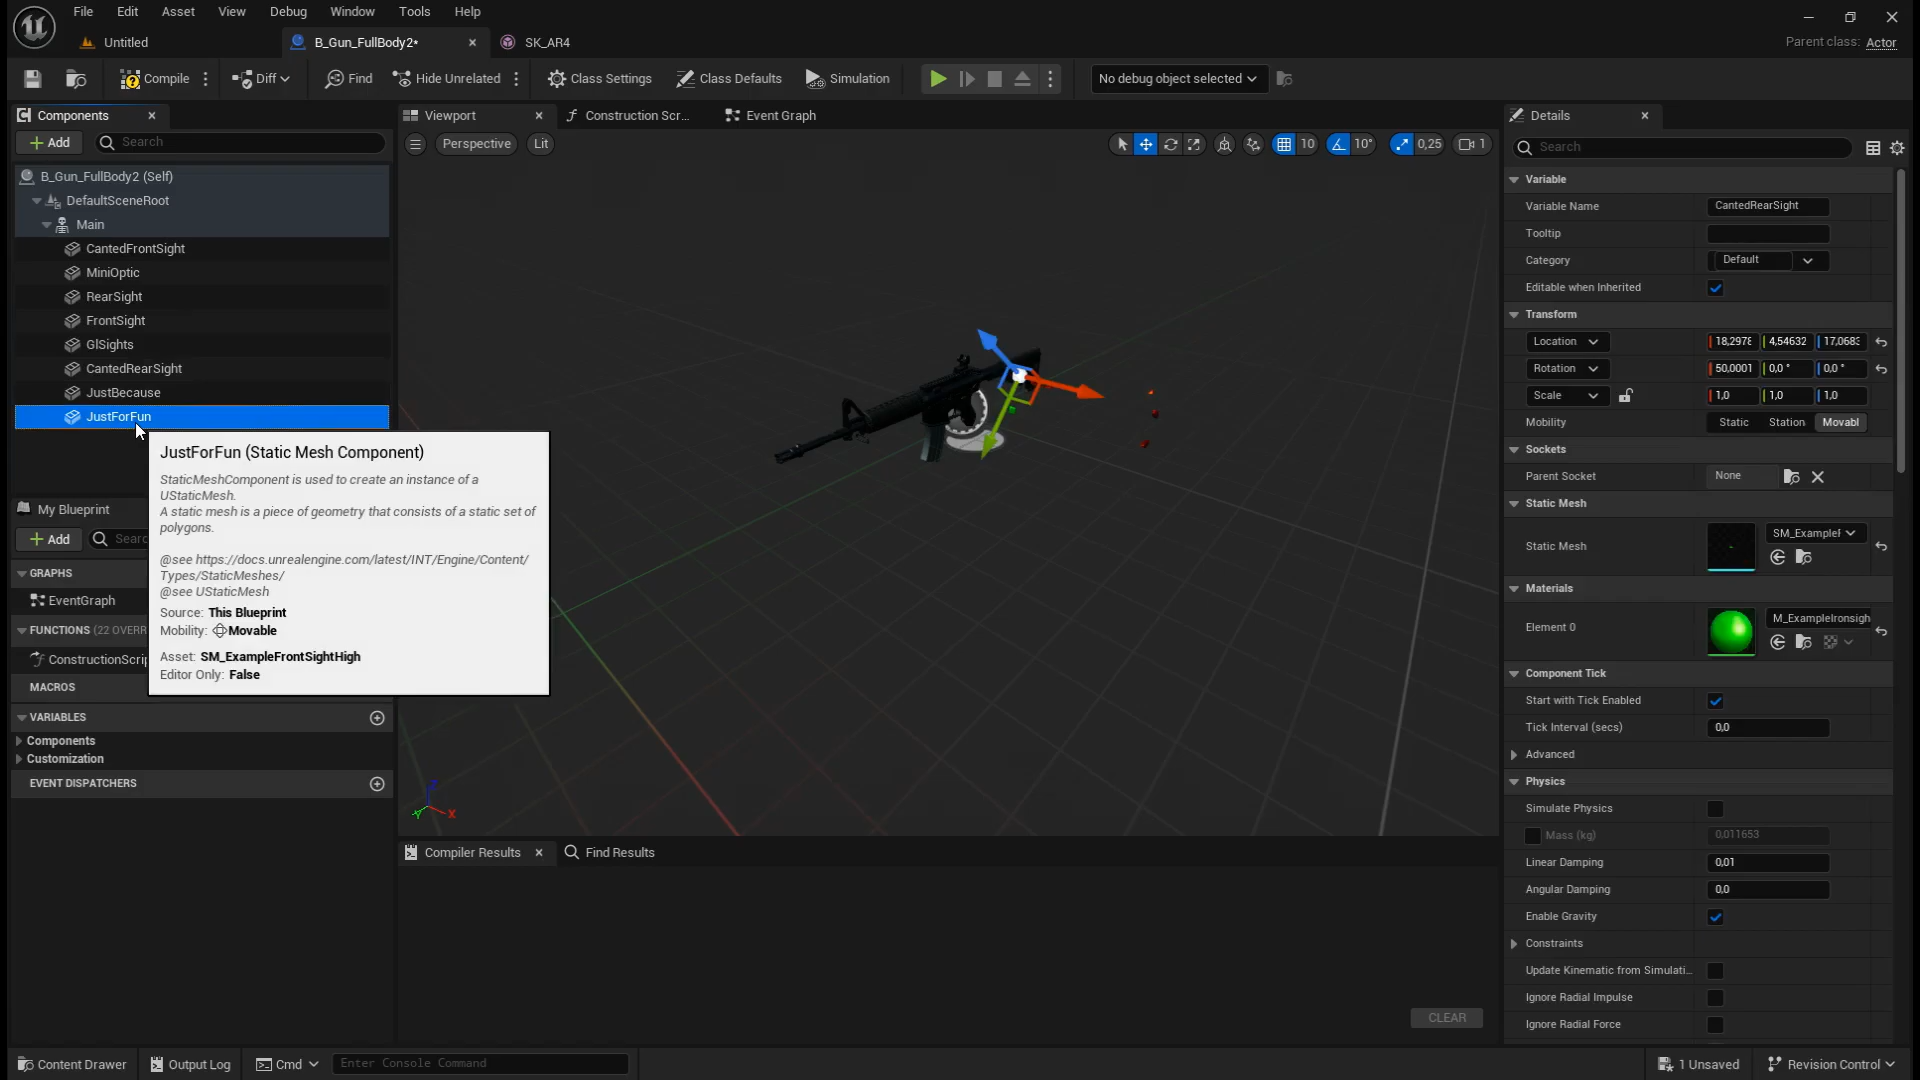 File Edit Asset View Debug Window Tools Help
Untitled B_Gun_FullBody2* SK_AR4
Parent class: Actor
Compile Diff Find Hide Unrelated Class Settings Class Defaults Simulation No debug object selected
Components
Add Search
B_Gun_FullBody2 (Self)
DefaultSceneRoot
Main
CantedFrontSight
MiniOptic
RearSight
FrontSight
GlSights
CantedRearSight
JustBecause
JustForFun
JustForFun (Static Mesh Component)
StaticMeshComponent is used to create an instance of a
UStaticMesh.
A static mesh is a piece of geometry that consists of a static set of
polygons.
@see https://docs.unrealengine.com/latest/INT/Engine/Content/
Types/StaticMeshes/
@see UStaticMesh
Source: This Blueprint
Mobility: Movable
Asset: SM_ExampleFrontSightHigh
Editor Only: False
My Blueprint
Add Searc
GRAPHS
EventGraph
FUNCTIONS (22 OVERR
ConstructionScrip
MACROS
VARIABLES
Components
Customization
EVENT DISPATCHERS
Viewport Construction Scr... Event Graph
Perspective Lit 10 10° 0,25 1
Z
Y X
Compiler Results Find Results
CLEAR
Details
Search
Variable
Variable Name CantedRearSight
Tooltip
Category Default
Editable when Inherited
Transform
Location 18,2978 4,54632 17,0683
Rotation 50,0001 0,0 ° 0,0 °
Scale 1,0 1,0 1,0
Mobility Static Station Movabl
Sockets
Parent Socket None
Static Mesh
Static Mesh SM_ExampleF
Materials
Element 0 M_ExampleIronsigh
Component Tick
Start with Tick Enabled
Tick Interval (secs) 0,0
Advanced
Physics
Simulate Physics
Mass (kg) 0,011653
Linear Damping 0,01
Angular Damping 0,0
Enable Gravity
Constraints
Update Kinematic from Simulati...
Ignore Radial Impulse
Ignore Radial Force
Content Drawer Output Log Cmd Enter Console Command 1 Unsaved Revision Control